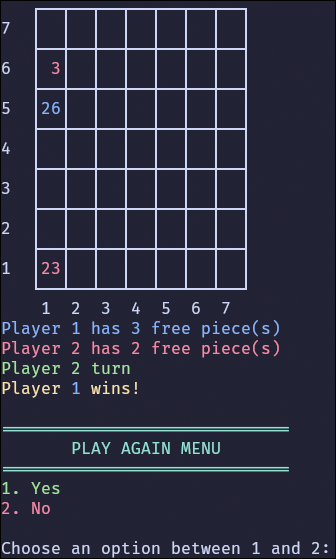 7
6 3
5 26
4
3
2
1 23
1 2 3 4 5 6 7
Player 1 has 3 free piece(s)
Player 2 has 2 free piece(s)
Player 2 turn
Player 1 wins!
PLAY AGAIN MENU
1. Yes
2. No
Choose an option between 1 and 2: